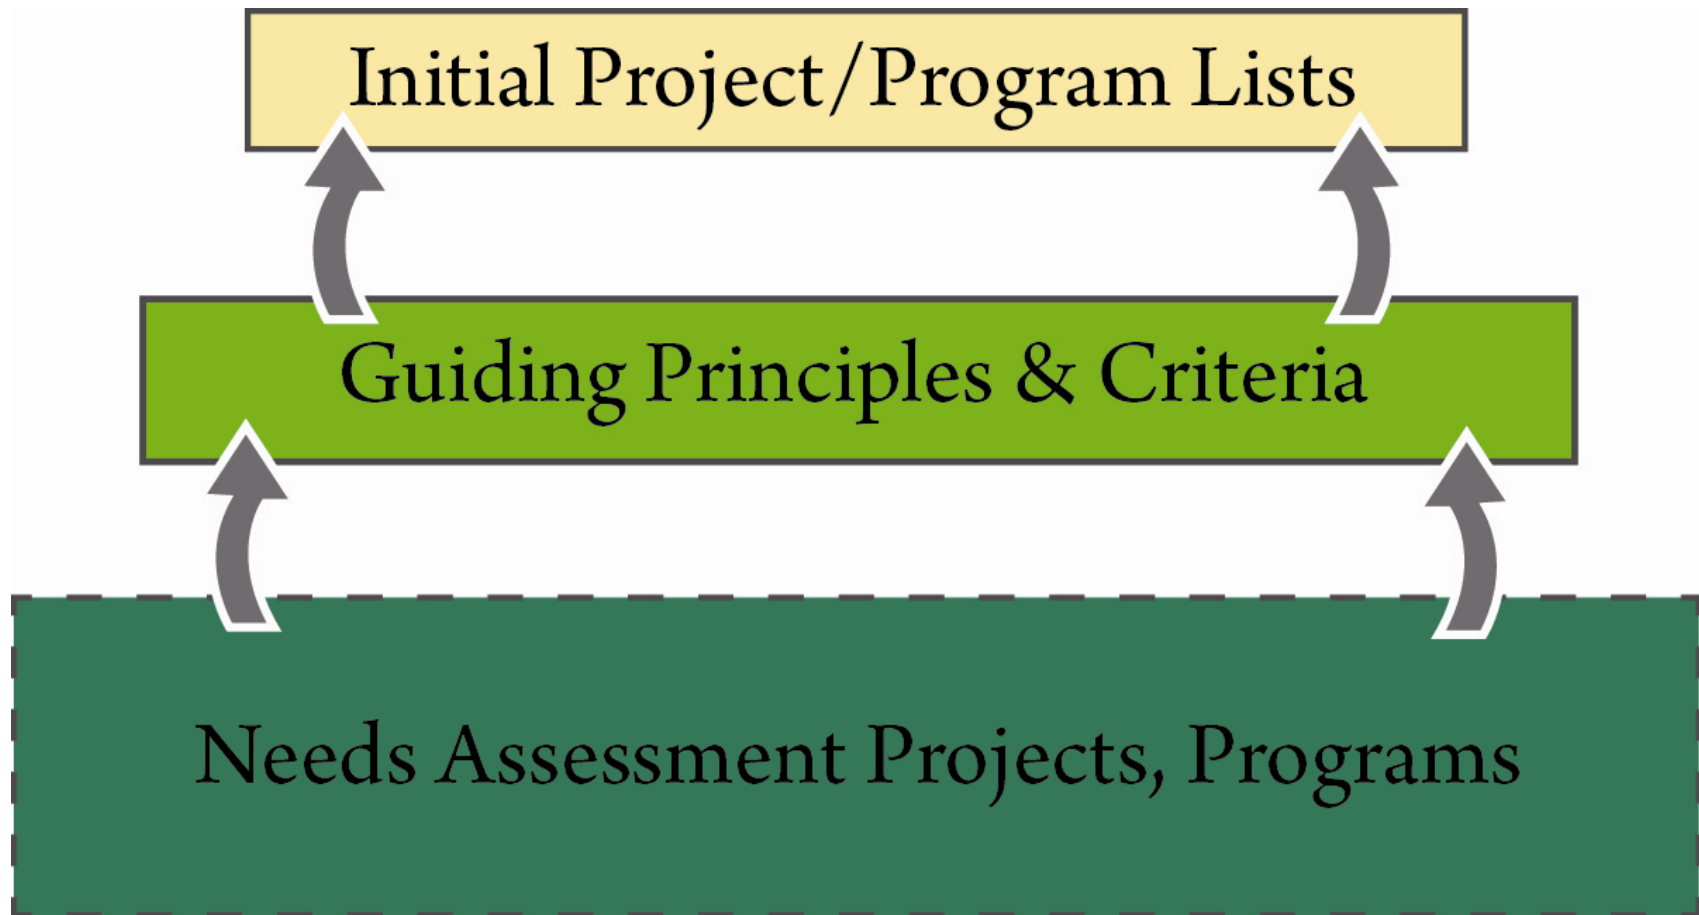 Initial Project/Program Lists
Guiding Principles & Criteria
Needs Assessment Projects, Programs